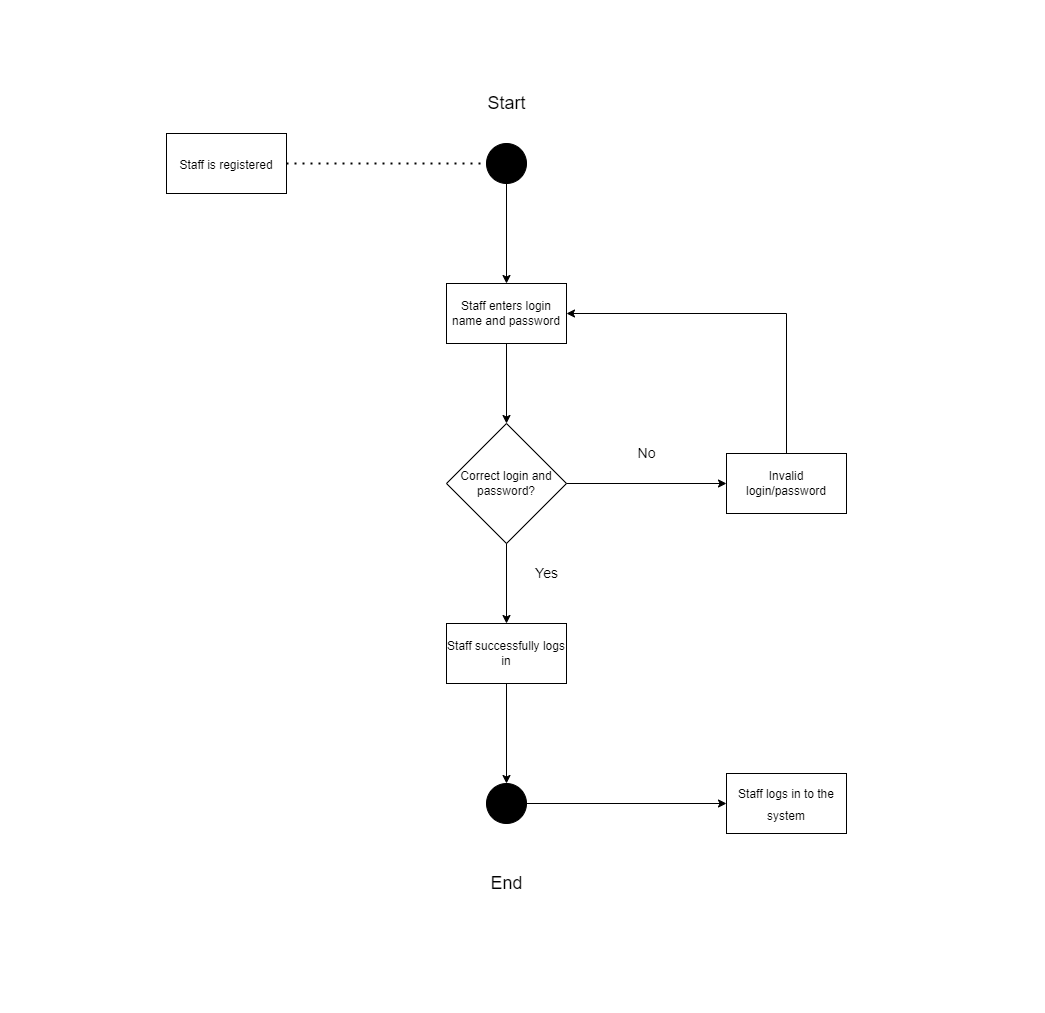 Start
Staff is registered
Staff enters login
name and password
Correct login and
password?
No
Invalid
login/password
Yes
Staff successfully logs
in
Staff logs in to the
system
End